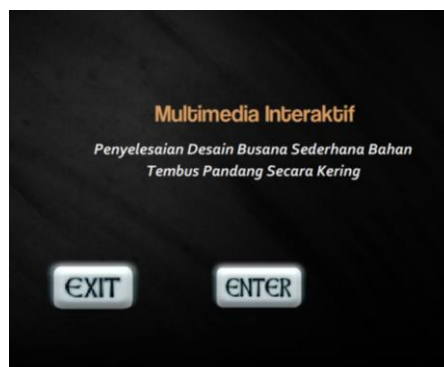 Multimedia Interaktif
Penyelesaian Desain Busana Sederhana Bahan
Tembus Pandang Secara Kering
EXIT ENTER